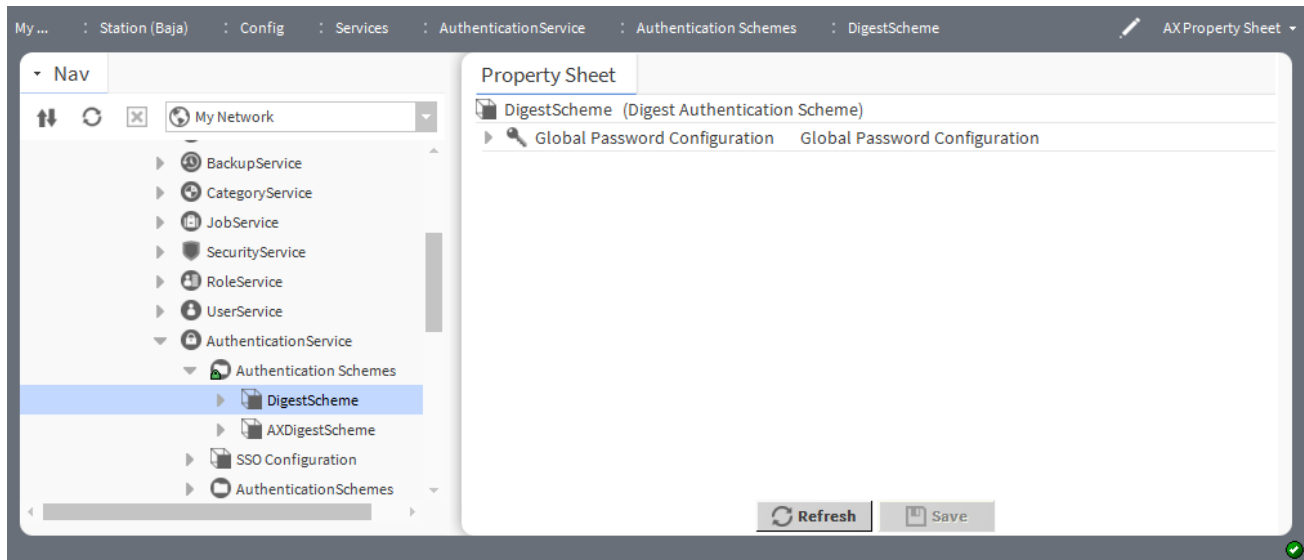 My ... : Station (Baja) : Config : Services : AuthenticationService : Authentication Schemes : DigestScheme AX Property Sheet
Nav
My Network
BackupService
CategoryService
JobService
SecurityService
RoleService
UserService
AuthenticationService
Authentication Schemes
DigestScheme
AXDigestScheme
SSO Configuration
AuthenticationSchemes
Property Sheet
DigestScheme (Digest Authentication Scheme)
Global Password Configuration Global Password Configuration
Refresh Save